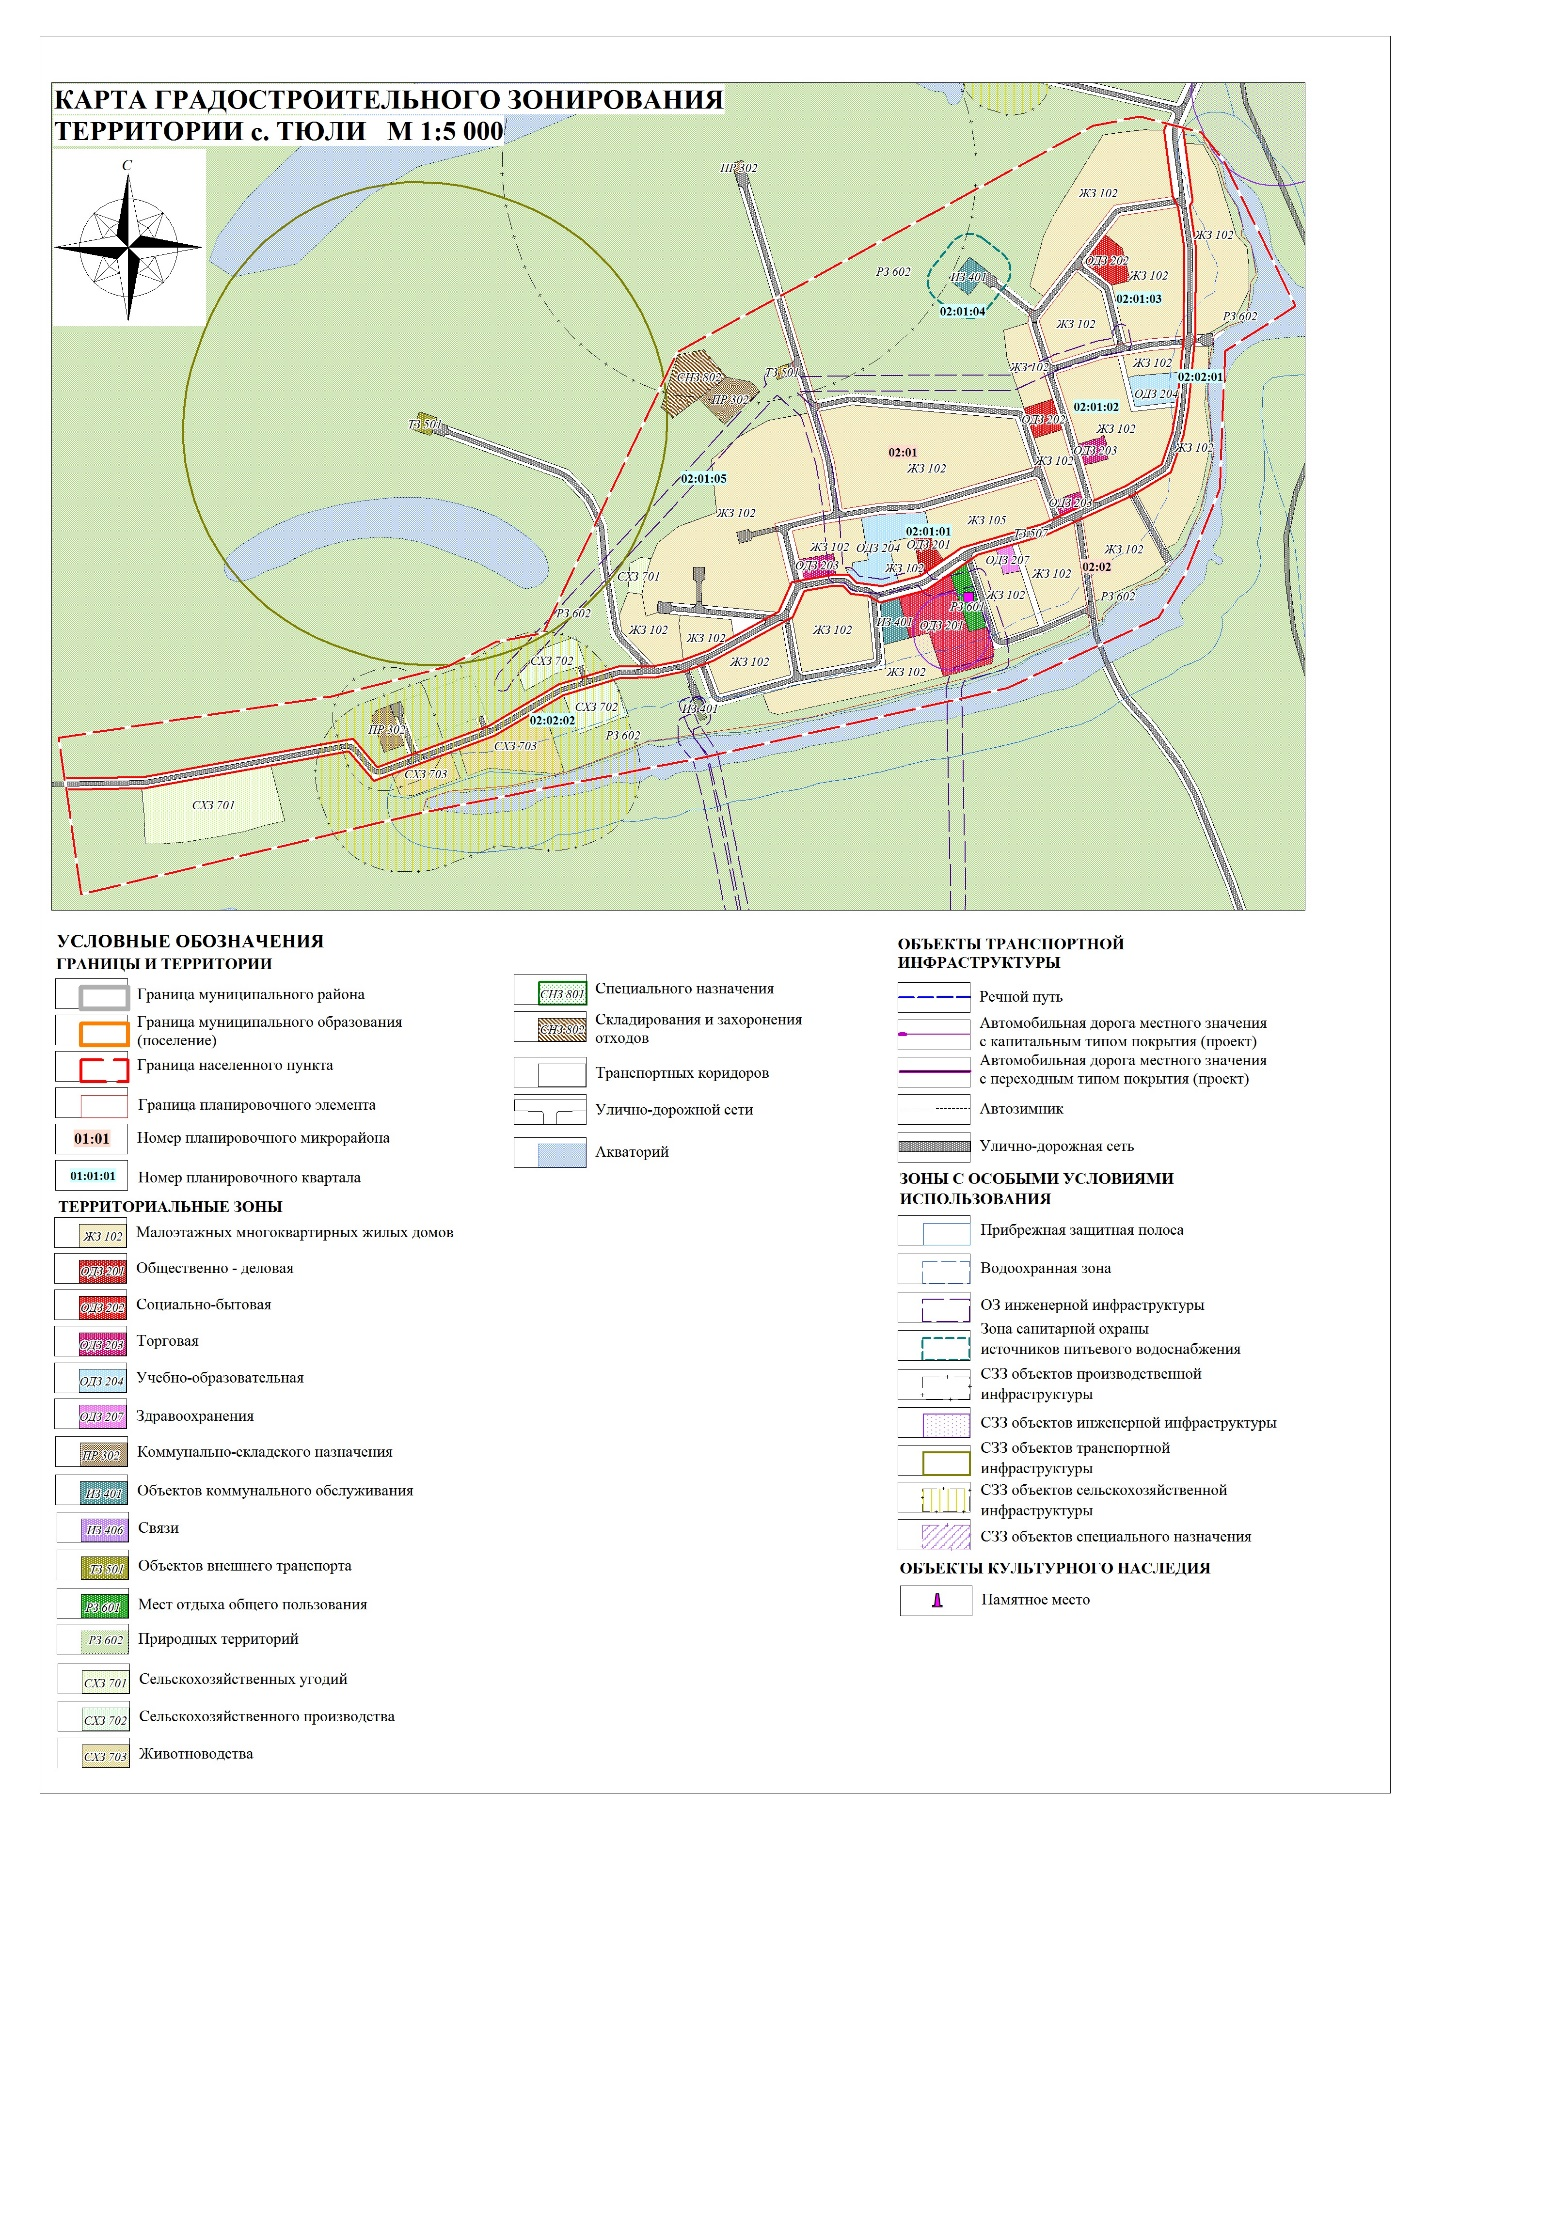 КАРТА ГРАДОСТРОИТЕЛЬНОГО ЗОНИРОВАНИЯ
ТЕРРИТОРИИ с. ТЮЛИ М 1:5 000
С
ПР 302
ЖЗ 102
ЖЗ 102
ОДЗ 202
ЖЗ 102
РЗ 602
ИЗ 401
02:01:03
02:01:04
РЗ 602
ЖЗ 102
ЖЗ 102
ЖЗ 102
ТЗ 501
СНЗ 802
02:02:01
ПР 302
ОДЗ 204
02:01:02
ТЗ 501
ОДЗ 202
ЖЗ 102
02:01
ЖЗ 102
ОДЗ 203
ЖЗ 102
ЖЗ 102
02:01:05
ЖЗ 102
ОДЗ 203
ЖЗ 105
02:01:01
ТЗ 507
ЖЗ 102
ОДЗ 204
ОДЗ 201
ЖЗ 102
ОДЗ 203
ЖЗ 102
ОДЗ 207
02:02
СХЗ 701
ЖЗ 102
ЖЗ 102
РЗ 602
РЗ 602
РЗ 601
ЖЗ 102
ЖЗ 102
ЖЗ 102
ИЗ 401
ОДЗ 201
СХЗ 702
ЖЗ 102
ЖЗ 102
СХЗ 702
ИЗ 401
02:02:02
ПР 302
РЗ 602
СХЗ 703
СХЗ 703
СХЗ 701
УСЛОВНЫЕ ОБОЗНАЧЕНИЯ
ГРАНИЦЫ И ТЕРРИТОРИИ
Граница муниципального района
Граница муниципального образования
(поселение)
Граница населенного пункта
Граница планировочного элемента
01:01 Номер планировочного микрорайона
01:01:01 Номер планировочного квартала
ТЕРРИТОРИАЛЬНЫЕ ЗОНЫ
ЖЗ 102 Малоэтажных многоквартирных жилых домов
ОДЗ 201 Общественно - деловая
ОДЗ 202 Социально-бытовая
ОДЗ 203 Торговая
ОДЗ 204 Учебно-образовательная
ОДЗ 207 Здравоохранения
ПР 302 Коммунально-складского назначения
ИЗ 401 Объектов коммунального обслуживания
ИЗ 406 Связи
ТЗ 501 Объектов внешнего транспорта
РЗ 601 Мест отдыха общего пользования
РЗ 602 Природных территорий
СХЗ 701 Сельскохозяйственных угодий
СХЗ 702 Сельскохозяйственного производства
СХЗ 703 Животноводства
СНЗ 801 Специального назначения
СНЗ 802 Складирования и захоронения
отходов
Транспортных коридоров
Улично-дорожной сети
Акваторий
ОБЪЕКТЫ ТРАНСПОРТНОЙ
ИНФРАСТРУКТУРЫ
Речной путь
Автомобильная дорога местного значения
с капитальным типом покрытия (проект)
Автомобильная дорога местного значения
с переходным типом покрытия (проект)
Автозимник
Улично-дорожная сеть
ЗОНЫ С ОСОБЫМИ УСЛОВИЯМИ
ИСПОЛЬЗОВАНИЯ
Прибрежная защитная полоса
Водоохранная зона
ОЗ инженерной инфраструктуры
Зона санитарной охраны
источников питьевого водоснабжения
СЗЗ объектов производственной
инфраструктуры
СЗЗ объектов инженерной инфраструктуры
СЗЗ объектов транспортной
инфраструктуры
СЗЗ объектов сельскохозяйственной
инфраструктуры
СЗЗ объектов специального назначения
ОБЪЕКТЫ КУЛЬТУРНОГО НАСЛЕДИЯ
Памятное место